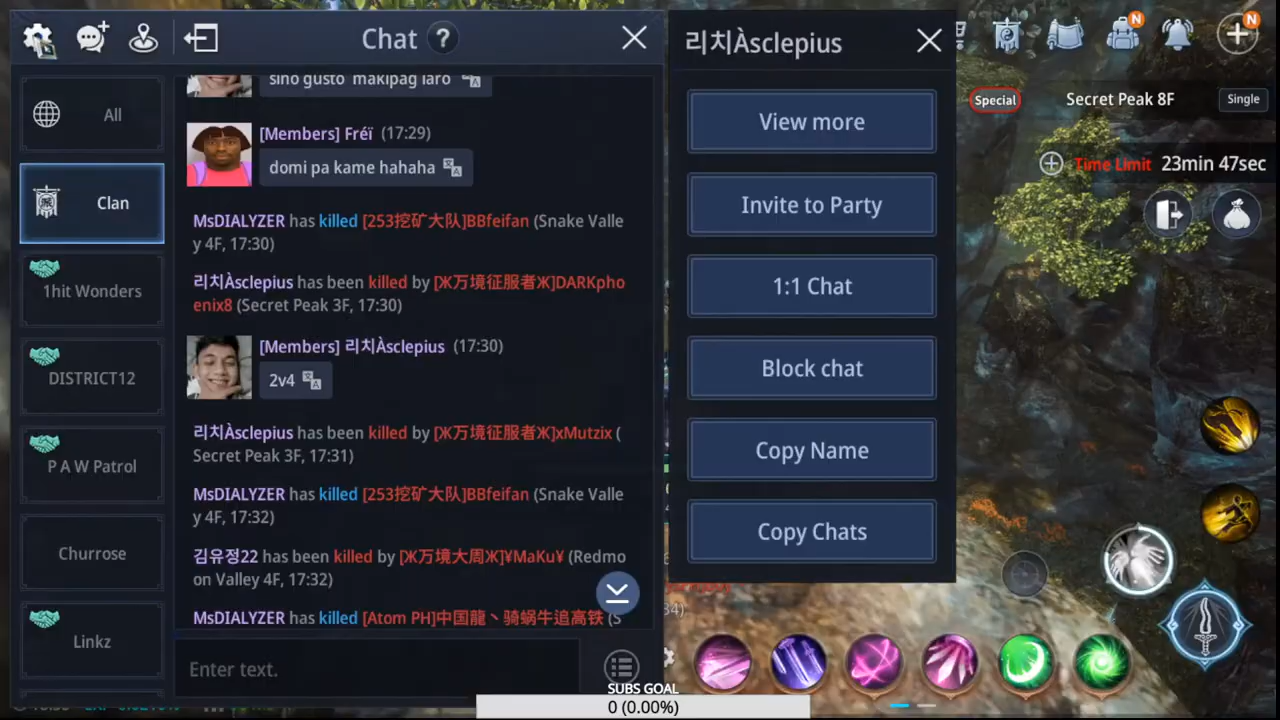 Chat ?
All
Clan
1hit Wonders
DISTRICT12
P A W Patrol
Churrose
Linkz
sino gusto makipag laro
[Members] Fréï (17:29)
domi pa kame hahaha
MsDIALYZER has killed [253挖矿大队]BBfeifan (Snake Valle
y 4F, 17:30)
리치Àsclepius has been killed by [Ж万境征服者Ж]DARKpho
enix8 (Secret Peak 3F, 17:30)
[Members] 리치Àsclepius (17:30)
2v4
리치Àsclepius has been killed by [Ж万境征服者Ж]xMutzix (
Secret Peak 3F, 17:31)
MsDIALYZER has killed [253挖矿大队]BBfeifan (Snake Valle
y 4F, 17:32)
김유정22 has been killed by [Ж万境大周Ж]¥MaKu¥ (Redmo
on Valley 4F, 17:32)
MsDIALYZER has killed [Atom PH]中国龍丶骑蜗牛追高铁 (S
Enter text.
리치Àsclepius
View more
Invite to Party
1:1 Chat
Block chat
Copy Name
Copy Chats
N
N
Special
Secret Peak 8F
Single
Time Limit 23min 47sec
SUBS GOAL
0 (0.00%)